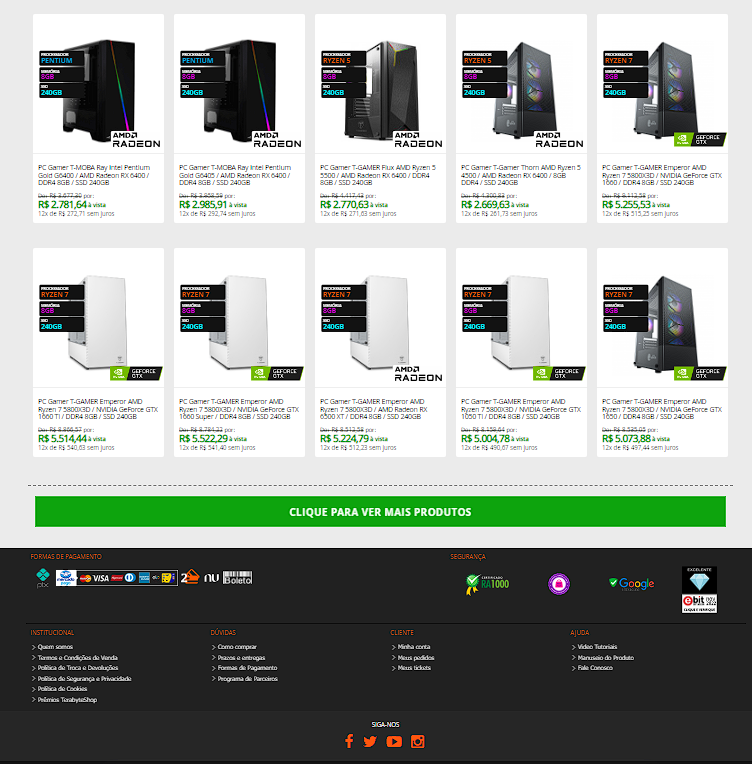 PROCESSADOR
PENTIUM
MEMÓRIA
8GB
SSD
240GB
AMD
RADEON
PC Gamer T-MOBA Ray Intel Pentium
Gold G6400 / AMD Radeon RX 6400 /
DDR4 8GB / SSD 240GB
De: R$ 3.677,30 por:
R$ 2.781,64 à vista
12x de R$ 272,71 sem juros
PROCESSADOR
PENTIUM
MEMÓRIA
8GB
SSD
240GB
AMD
RADEON
PC Gamer T-MOBA Ray Intel Pentium
Gold G6405 / AMD Radeon RX 6400 /
DDR4 8GB / SSD 240GB
De: R$ 3.958,59 por:
R$ 2.985,91 à vista
12x de R$ 292,74 sem juros
PROCESSADOR
RYZEN 5
MEMÓRIA
8GB
SSD
240GB
AMD
RADEON
PC Gamer T-GAMER Flux AMD Ryzen 5
5500 / AMD Radeon RX 6400 / DDR4
8GB / SSD 240GB
De: R$ 4.417,43 por:
R$ 2.770,63 à vista
12x de R$ 271,63 sem juros
PROCESSADOR
RYZEN 5
MEMÓRIA
8GB
SSD
240GB
AMD
RADEON
PC Gamer T-Gamer Thorn AMD Ryzen 5
4500 / AMD Radeon RX 6400 / 8GB
DDR4 / SSD 240GB
De: R$ 4.300,83 por:
R$ 2.669,63 à vista
12x de R$ 261,73 sem juros
PROCESSADOR
RYZEN 7
MEMÓRIA
8GB
SSD
240GB
NVIDIA
GEFORCE
GTX
PC Gamer T-GAMER Emperor AMD
Ryzen 7 5800X3D / NVIDIA GeForce GTX
1660 / DDR4 8GB / SSD 240GB
De: R$ 8.112,58 por:
R$ 5.255,53 à vista
12x de R$ 515,25 sem juros
PROCESSADOR
RYZEN 7
MEMÓRIA
8GB
SSD
240GB
NVIDIA
GEFORCE
GTX
PC Gamer T-GAMER Emperor AMD
Ryzen 7 5800X3D / NVIDIA GeForce GTX
1660 TI / DDR4 8GB / SSD 240GB
De: R$ 8.866,57 por:
R$ 5.514,44 à vista
12x de R$ 540,63 sem juros
PROCESSADOR
RYZEN 7
MEMÓRIA
8GB
SSD
240GB
NVIDIA
GEFORCE
GTX
PC Gamer T-GAMER Emperor AMD
Ryzen 7 5800X3D / NVIDIA GeForce GTX
1660 Super / DDR4 8GB / SSD 240GB
De: R$ 8.784,22 por:
R$ 5.522,29 à vista
12x de R$ 541,40 sem juros
PROCESSADOR
RYZEN 7
MEMÓRIA
8GB
SSD
240GB
AMD
RADEON
PC Gamer T-GAMER Emperor AMD
Ryzen 7 5800X3D / AMD Radeon RX
6500 XT / DDR4 8GB / SSD 240GB
De: R$ 8.512,58 por:
R$ 5.224,79 à vista
12x de R$ 512,23 sem juros
PROCESSADOR
RYZEN 7
MEMÓRIA
8GB
SSD
240GB
NVIDIA
GEFORCE
GTX
PC Gamer T-GAMER Emperor AMD
Ryzen 7 5800X3D / NVIDIA GeForce GTX
1050 TI / DDR4 8GB / SSD 240GB
De: R$ 8.158,64 por:
R$ 5.004,78 à vista
12x de R$ 490,67 sem juros
PROCESSADOR
RYZEN 7
MEMÓRIA
8GB
SSD
240GB
NVIDIA
GEFORCE
GTX
PC Gamer T-GAMER Emperor AMD
Ryzen 7 5800X3D / NVIDIA GeForce GTX
1650 / DDR4 8GB / SSD 240GB
De: R$ 8.535,05 por:
R$ 5.073,88 à vista
12x de R$ 497,44 sem juros
CLIQUE PARA VER MAIS PRODUTOS
FORMAS DE PAGAMENTO
pix
mercado
pago
VISA
2
nu
Boleto
SEGURANÇA
CERTIFICADO
RA1000
Google
EXCELENTE
ebit
CLIQUE E VERIFIQUE
INSTITUCIONAL
Quem somos
Termos e Condições de Venda
Política de Troca e Devoluções
Política de Segurança e Privacidade
Política de Cookies
Prêmios TerabyteShop
DÚVIDAS
Como comprar
Prazos e entregas
Formas de Pagamento
Programa de Parceiros
CLIENTE
Minha conta
Meus pedidos
Meus tickets
AJUDA
Video Tutoriais
Manuseio do Produto
Fale Conosco
SIGA-NOS